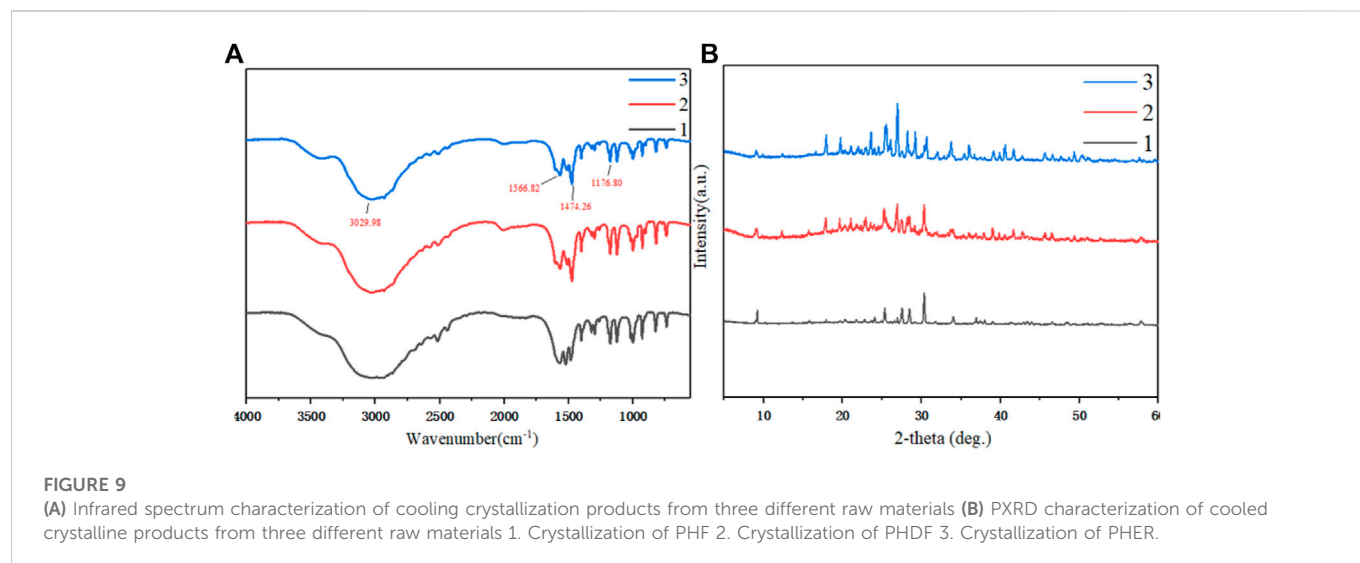 A
3
2
1
3029.98
1566.82
1474.26
1176.80
4000 3500 3000 2500 2000 1500 1000
Wavenumber(cm⁻¹)
B
3
2
1
Intensity(a.u.)
10 20 30 40 50 60
2-theta (deg.)
FIGURE 9
(A) Infrared spectrum characterization of cooling crystallization products from three different raw materials (B) PXRD characterization of cooled
crystalline products from three different raw materials 1. Crystallization of PHF 2. Crystallization of PHDF 3. Crystallization of PHER.